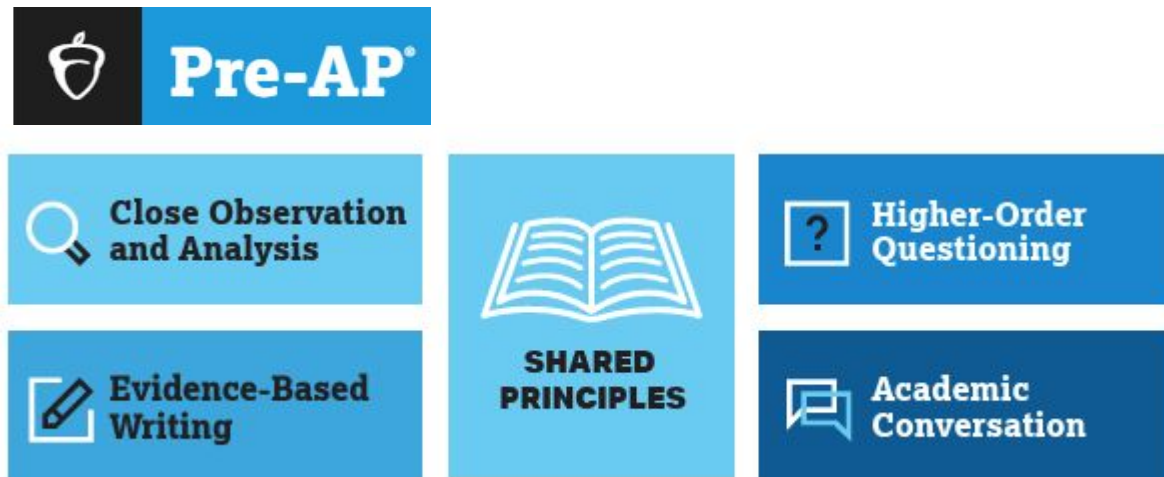 Pre-AP®
Close Observation
and Analysis
Evidence-Based
Writing
SHARED
PRINCIPLES
?
Higher-Order
Questioning
Academic
Conversation